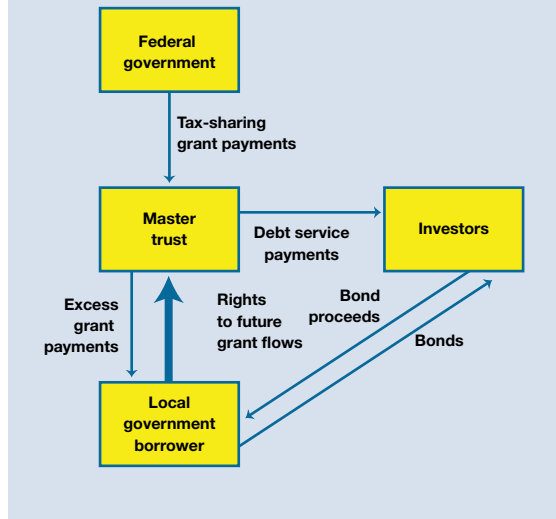 Federal
government
Tax-sharing
grant payments
Master
trust
Debt service
payments
Investors
Excess
grant
payments
Rights
to future
grant flows
Bond
proceeds
Bonds
Local
government
borrower